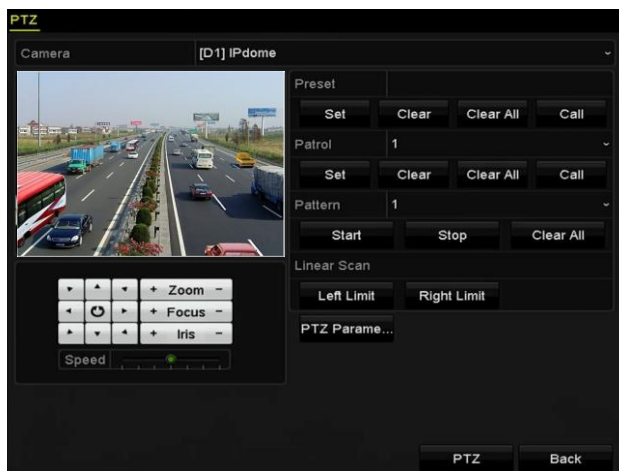 PTZ
Camera [D1] IPdome
Preset
Set Clear Clear All Call
Patrol 1
Set Clear Clear All Call
Pattern 1
Start Stop Clear All
Linear Scan
Left Limit Right Limit
PTZ Parame...
+ Zoom -
+ Focus -
+ Iris -
Speed
PTZ Back